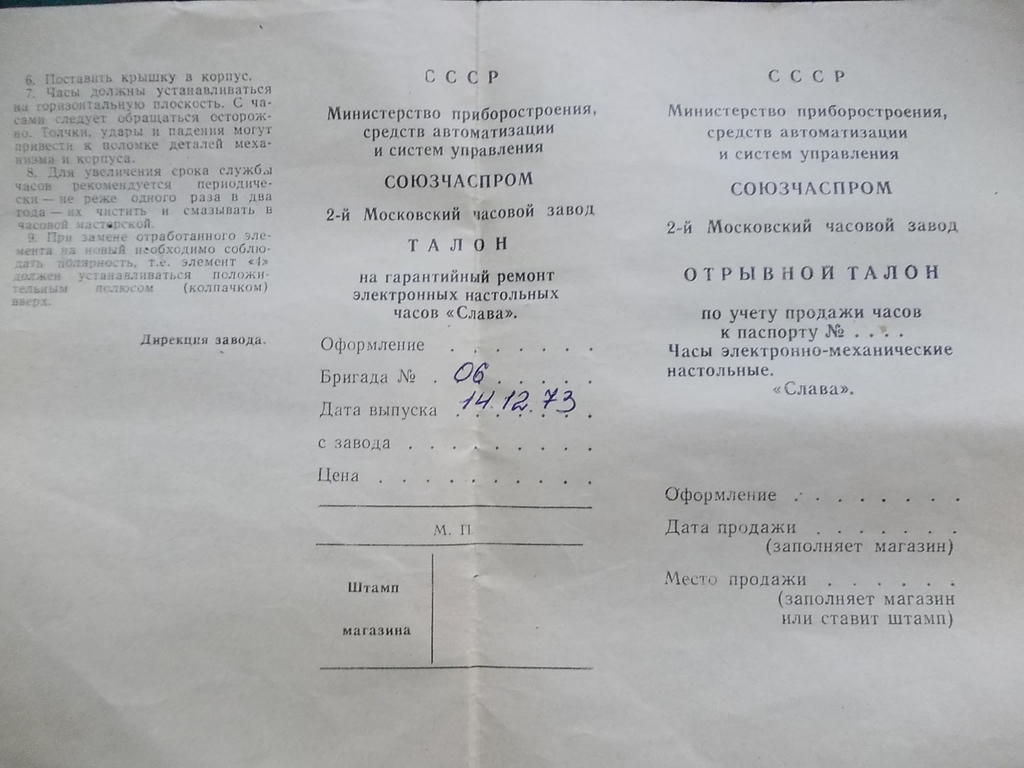 6. Поставить крышку в корпус.
7. Часы должны устанавливаться
на горизонтальную плоскость. С ча-
сами следует обращаться осторож-
но. Толчки, удары и падения могут
привести к поломке деталей меха-
низма и корпуса.
8. Для увеличения срока службы
часов рекомендуется периодиче-
ски — не реже одного раза в два
года — их чистить и смазывать в
часовой мастерской.
9. При замене отработанного эле-
мента на новый необходимо соблю-
дать полярность, т.е. элемент «4»
должен устанавливаться положи-
тельным полюсом (колпачком)
вверх.
Дирекция завода.
СССР
Министерство приборостроения,
средств автоматизации
и систем управления
СОЮЗЧАСПРОМ
2-й Московский часовой завод
ТАЛОН
на гарантийный ремонт
электронных настольных
часов «Слава».
Оформление . . . . . . .
Бригада № . 06 . . . . .
Дата выпуска 14.12.73
с завода . . . . . . . .
Цена . . . . . . . . . .
М. П
Штамп
магазина
СССР
Министерство приборостроения,
средств автоматизации
и систем управления
СОЮЗЧАСПРОМ
2-й Московский часовой завод
ОТРЫВНОЙ ТАЛОН
по учету продажи часов
к паспорту № . . . .
Часы электронно-механические
настольные.
«Слава».
Оформление . . . . . . . .
Дата продажи . . . . . . .
(заполняет магазин)
Место продажи . . . . . .
(заполняет магазин
или ставит штамп)